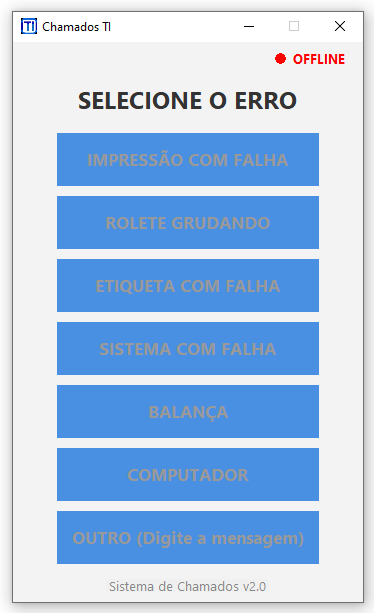 TI Chamados TI
OFFLINE
SELECIONE O ERRO
IMPRESSÃO COM FALHA
ROLETE GRUDANDO
ETIQUETA COM FALHA
SISTEMA COM FALHA
BALANÇA
COMPUTADOR
OUTRO (Digite a mensagem)
Sistema de Chamados v2.0